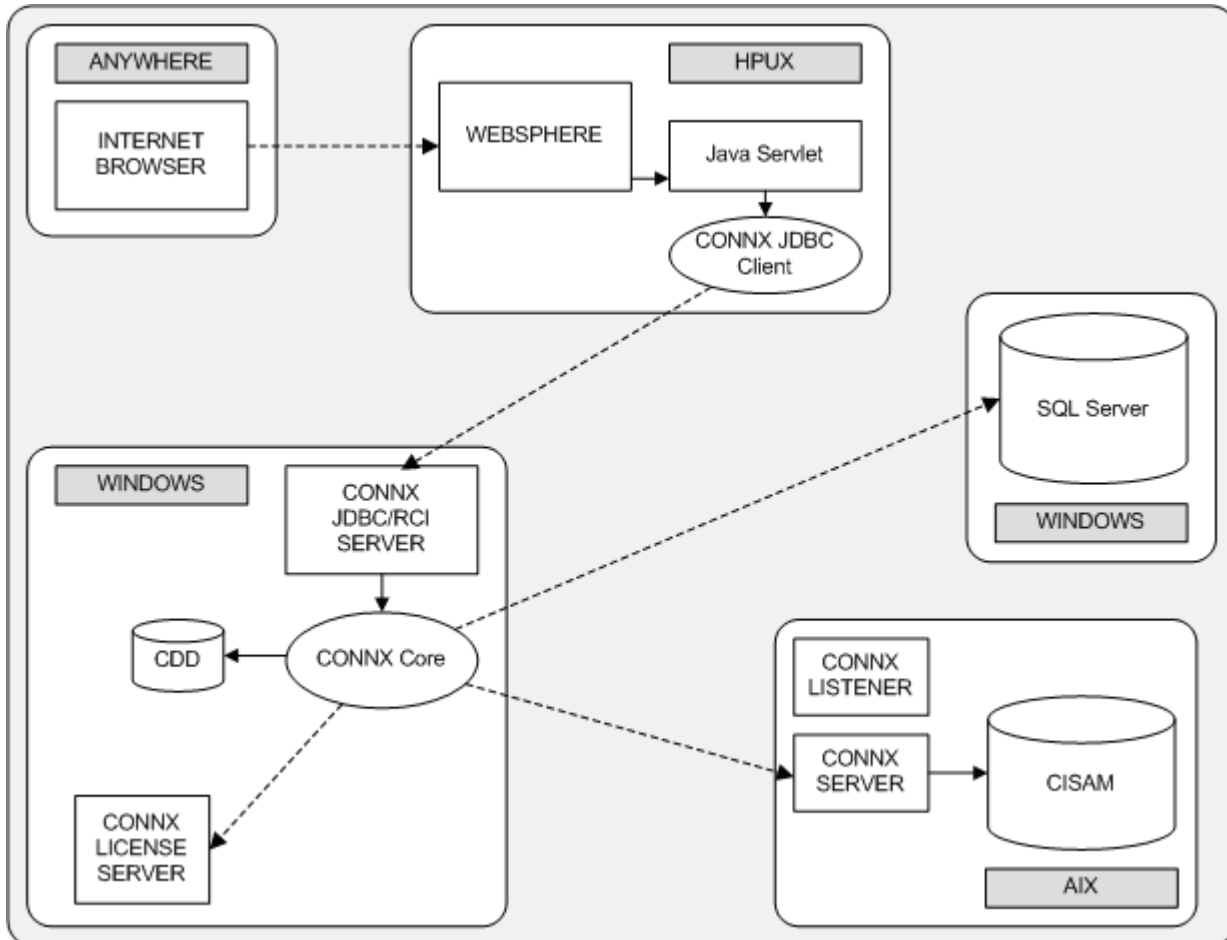 ANYWHERE
INTERNET
BROWSER
HPUX
WEBSPHERE
Java Servlet
CONNX JDBC
Client
SQL Server
WINDOWS
WINDOWS
CONNX
JDBC/RCI
SERVER
CDD
CONNX Core
CONNX
LICENSE
SERVER
CONNX
LISTENER
CONNX
SERVER
CISAM
AIX